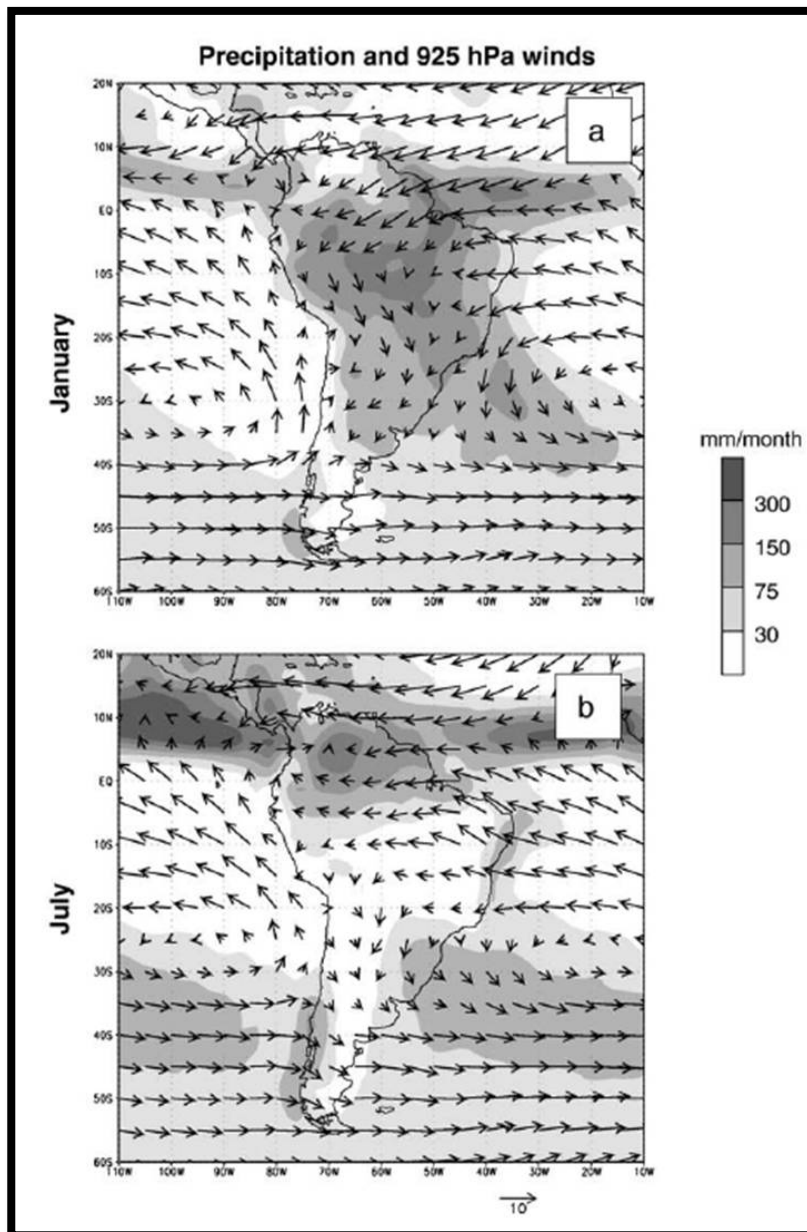 Precipitation and 925 hPa winds
January
a
20N
10N
EQ
10S
20S
30S
40S
50S
60S
110W 100W 90W 80W 70W 60W 50W 40W 30W 20W 10W
mm/month
300
150
75
30
July
b
20N
10N
EQ
10S
20S
30S
40S
50S
60S
110W 100W 90W 80W 70W 60W 50W 40W 30W 20W 10W
10